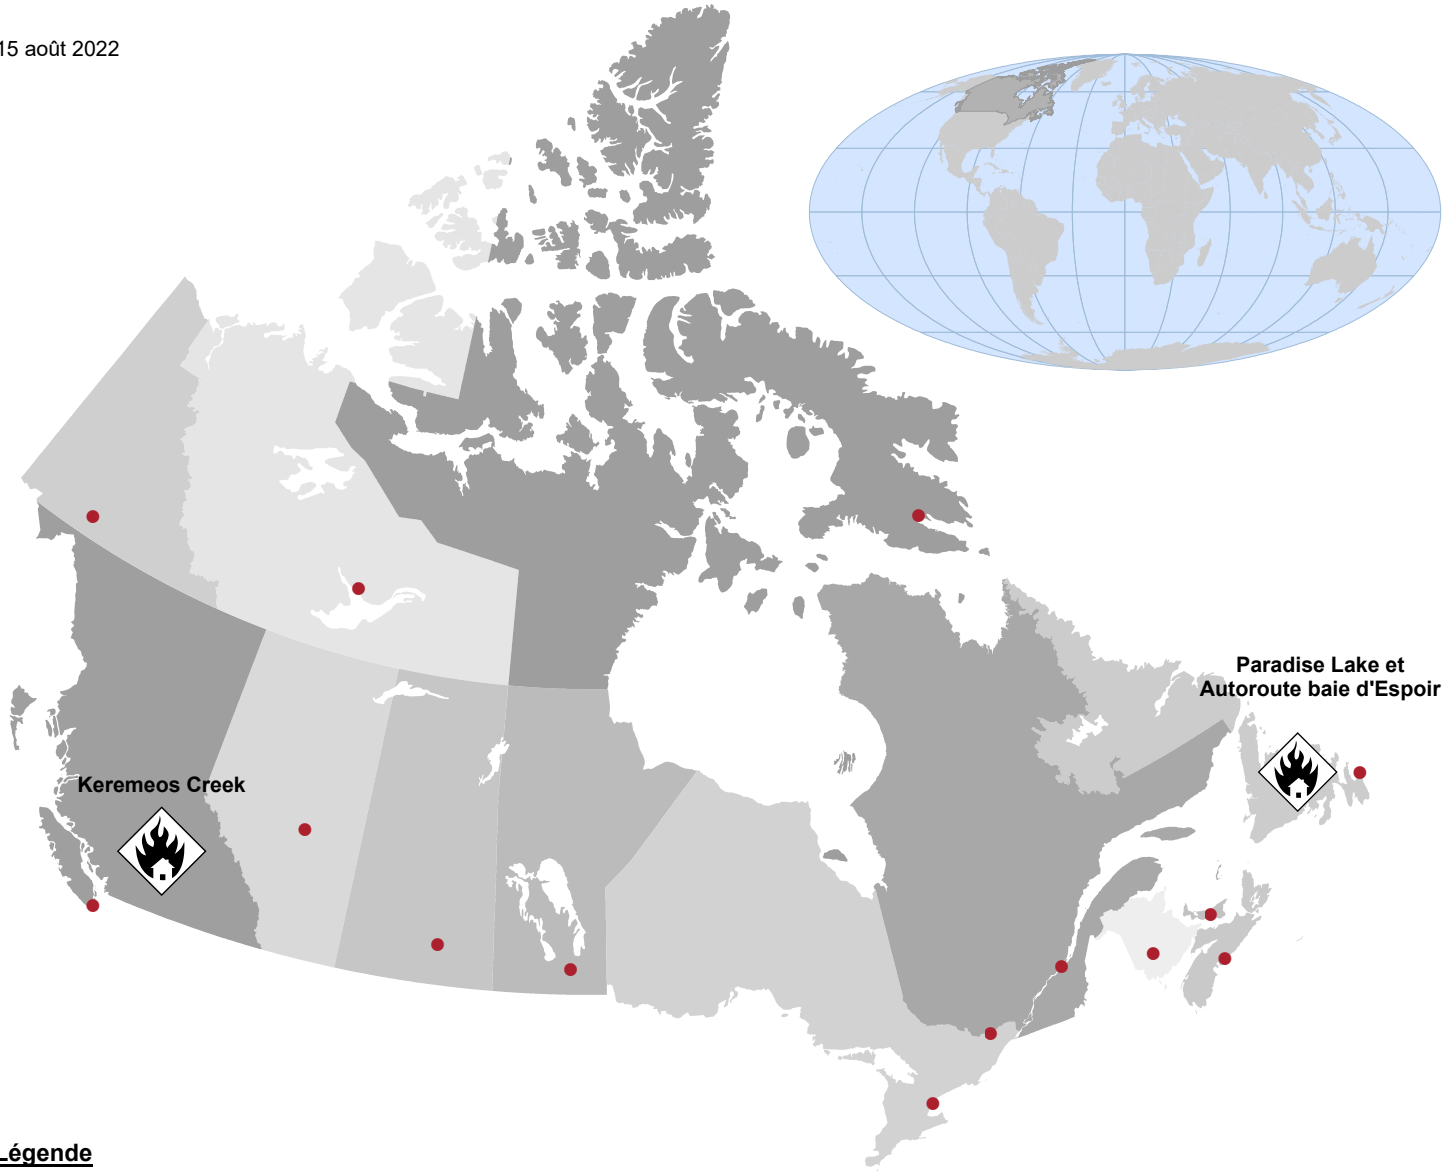 15 août 2022
Paradise Lake et
Autoroute baie d'Espoir
Keremeos Creek
Légende